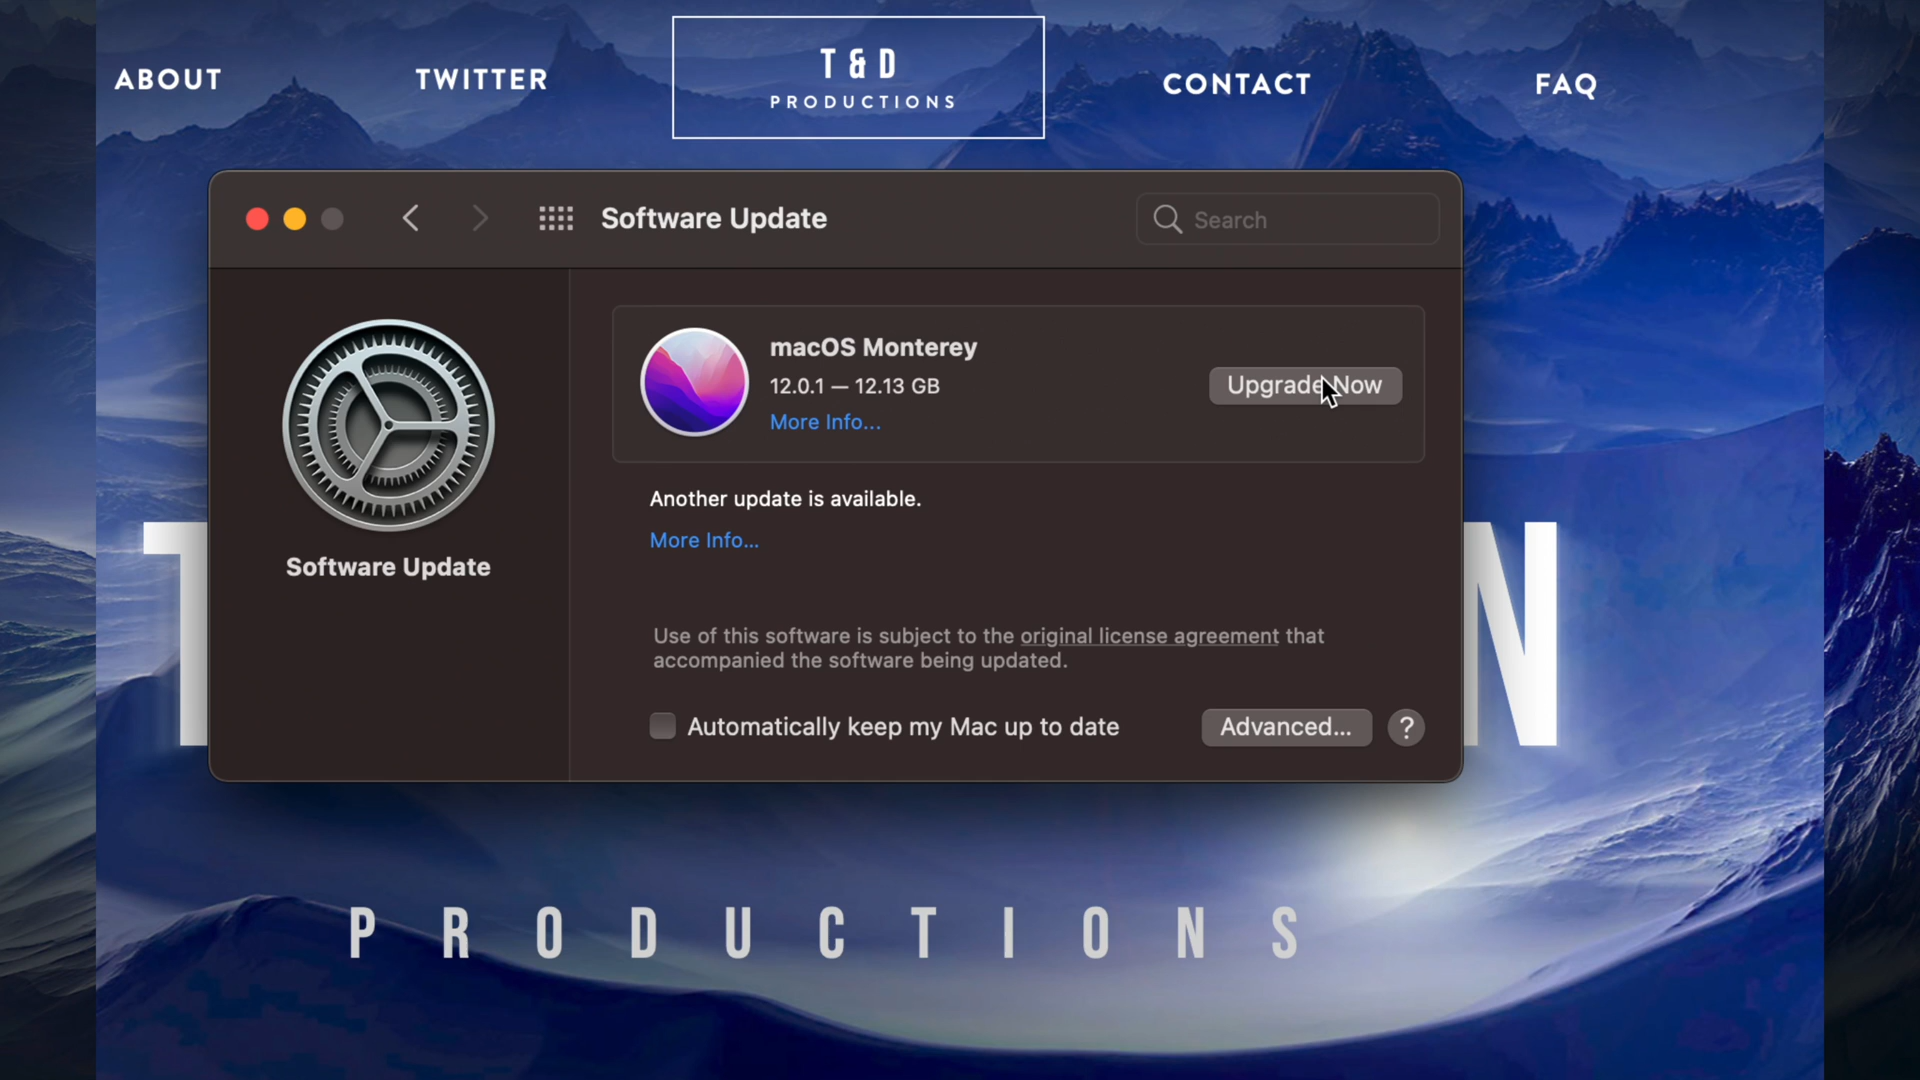 ABOUT
TWITTER
T & D
PRODUCTIONS
CONTACT
FAQ
Software Update
Search
macOS Monterey
12.0.1 — 12.13 GB
More Info...
Upgrade Now
Another update is available.
More Info...
Software Update
Use of this software is subject to the original license agreement that
accompanied the software being updated.
Automatically keep my Mac up to date
Advanced...
?
T
N
PRODUCTIONS